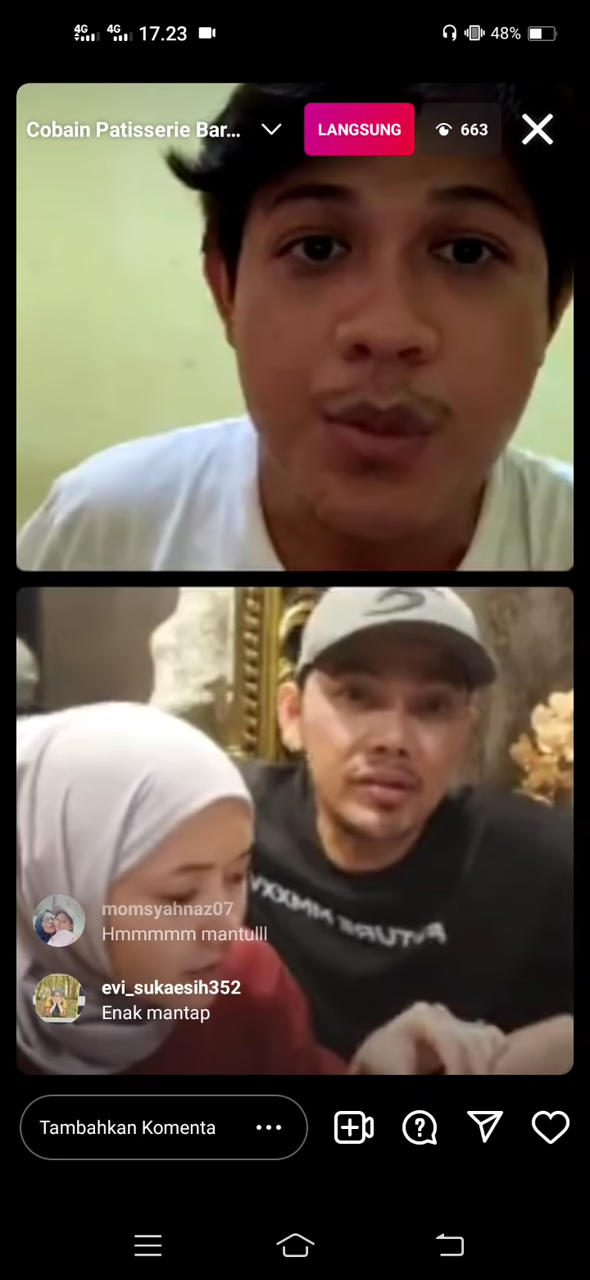 4G 4G 17.23 48%
Cobain Patisserie Bar... LANGSUNG 663
momsyahnaz07
Hmmmmm mantulll
evi_sukaesih352
Enak mantap
Tambahkan Komenta